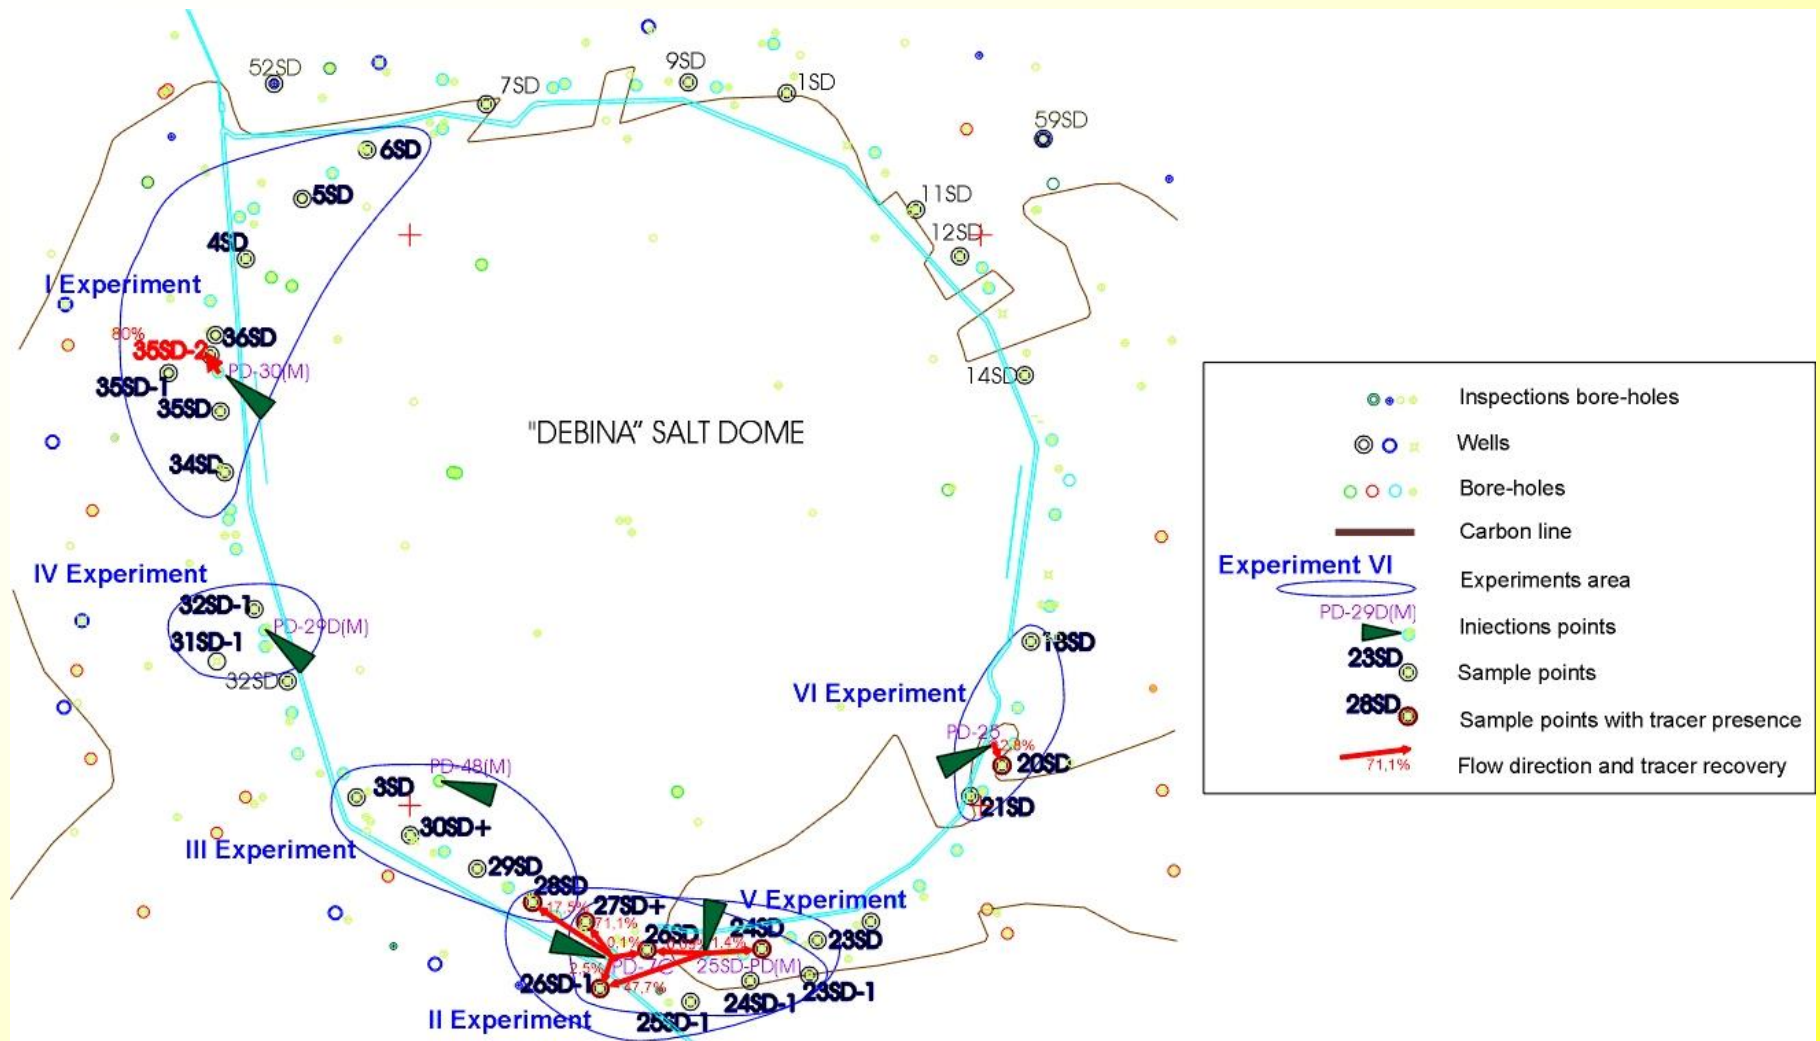 52SD
7SD
9SD
1SD
59SD
6SD
5SD
11SD
12SD
4SD
I Experiment
80%
36SD
35SD-2
PD-30(M)
35SD-1
35SD
14SD
"DEBINA" SALT DOME
34SD
IV Experiment
32SD-1
PD-29D(M)
31SD-1
32SD
18SD
VI Experiment
PD-25
20SD
21SD
PD-48(M)
3SD
30SD+
III Experiment
29SD
28SD
17,5%
27SD+
71,1%
V Experiment
26SD
0,1%
24SD
1.4%
23SD
2,5%
PD-7C
25SD-PD(M)
26SD-1
47,7%
24SD-1
23SD-1
II Experiment
25SD-1
Inspections bore-holes
Wells
Bore-holes
Carbon line
Experiment VI
Experiments area
PD-29D(M)
Iniections points
23SD
Sample points
28SD
Sample points with tracer presence
71,1%
Flow direction and tracer recovery